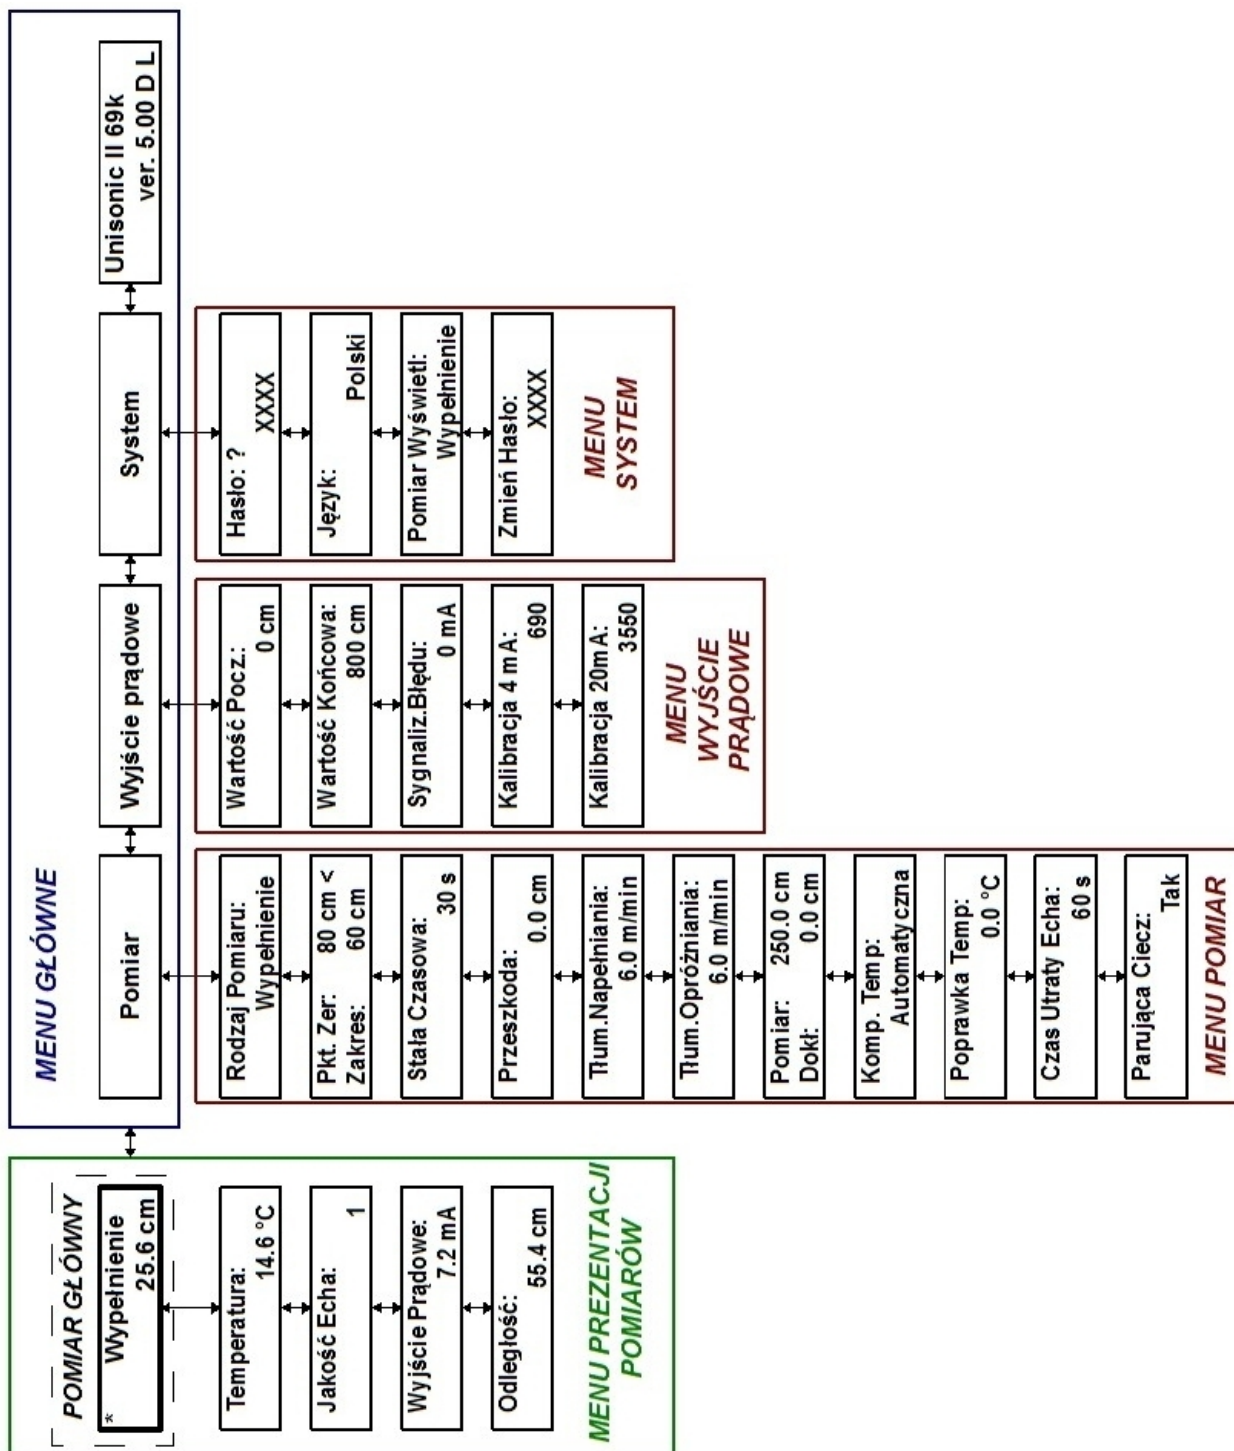 POMIAR GŁÓWNY
* Wypełnienie
25.6 cm
Temperatura:
14.6 °C
Jakość Echa:
1
Wyjście Prądowe:
7.2 mA
Odległość:
55.4 cm
MENU PREZENTACJI
POMIARÓW
MENU GŁÓWNE
Pomiar
Wyjście prądowe
System
Unisonic II 69k
ver. 5.00 D L
Rodzaj Pomiaru:
Wypełnienie
Pkt. Zer: 80 cm <
Zakres: 60 cm
Stała Czasowa:
30 s
Przeszkoda:
0.0 cm
Tłum.Napełniania:
6.0 m/min
Tłum.Opróżniania:
6.0 m/min
Pomiar: 250.0 cm
Dokł: 0.0 cm
Komp. Temp:
Automatyczna
Poprawka Temp:
0.0 °C
Czas Utraty Echa:
60 s
Parująca Ciecz:
Tak
MENU POMIAR
Wartość Pocz.:
0 cm
Wartość Końcowa:
800 cm
Sygnaliz.Błędu:
0 mA
Kalibracja 4 mA:
690
Kalibracja 20mA:
3550
MENU
WYJŚCIE
PRĄDOWE
Hasło: ?
XXXX
Język:
Polski
Pomiar Wyświetl:
Wypełnienie
Zmień Hasło:
XXXX
MENU
SYSTEM